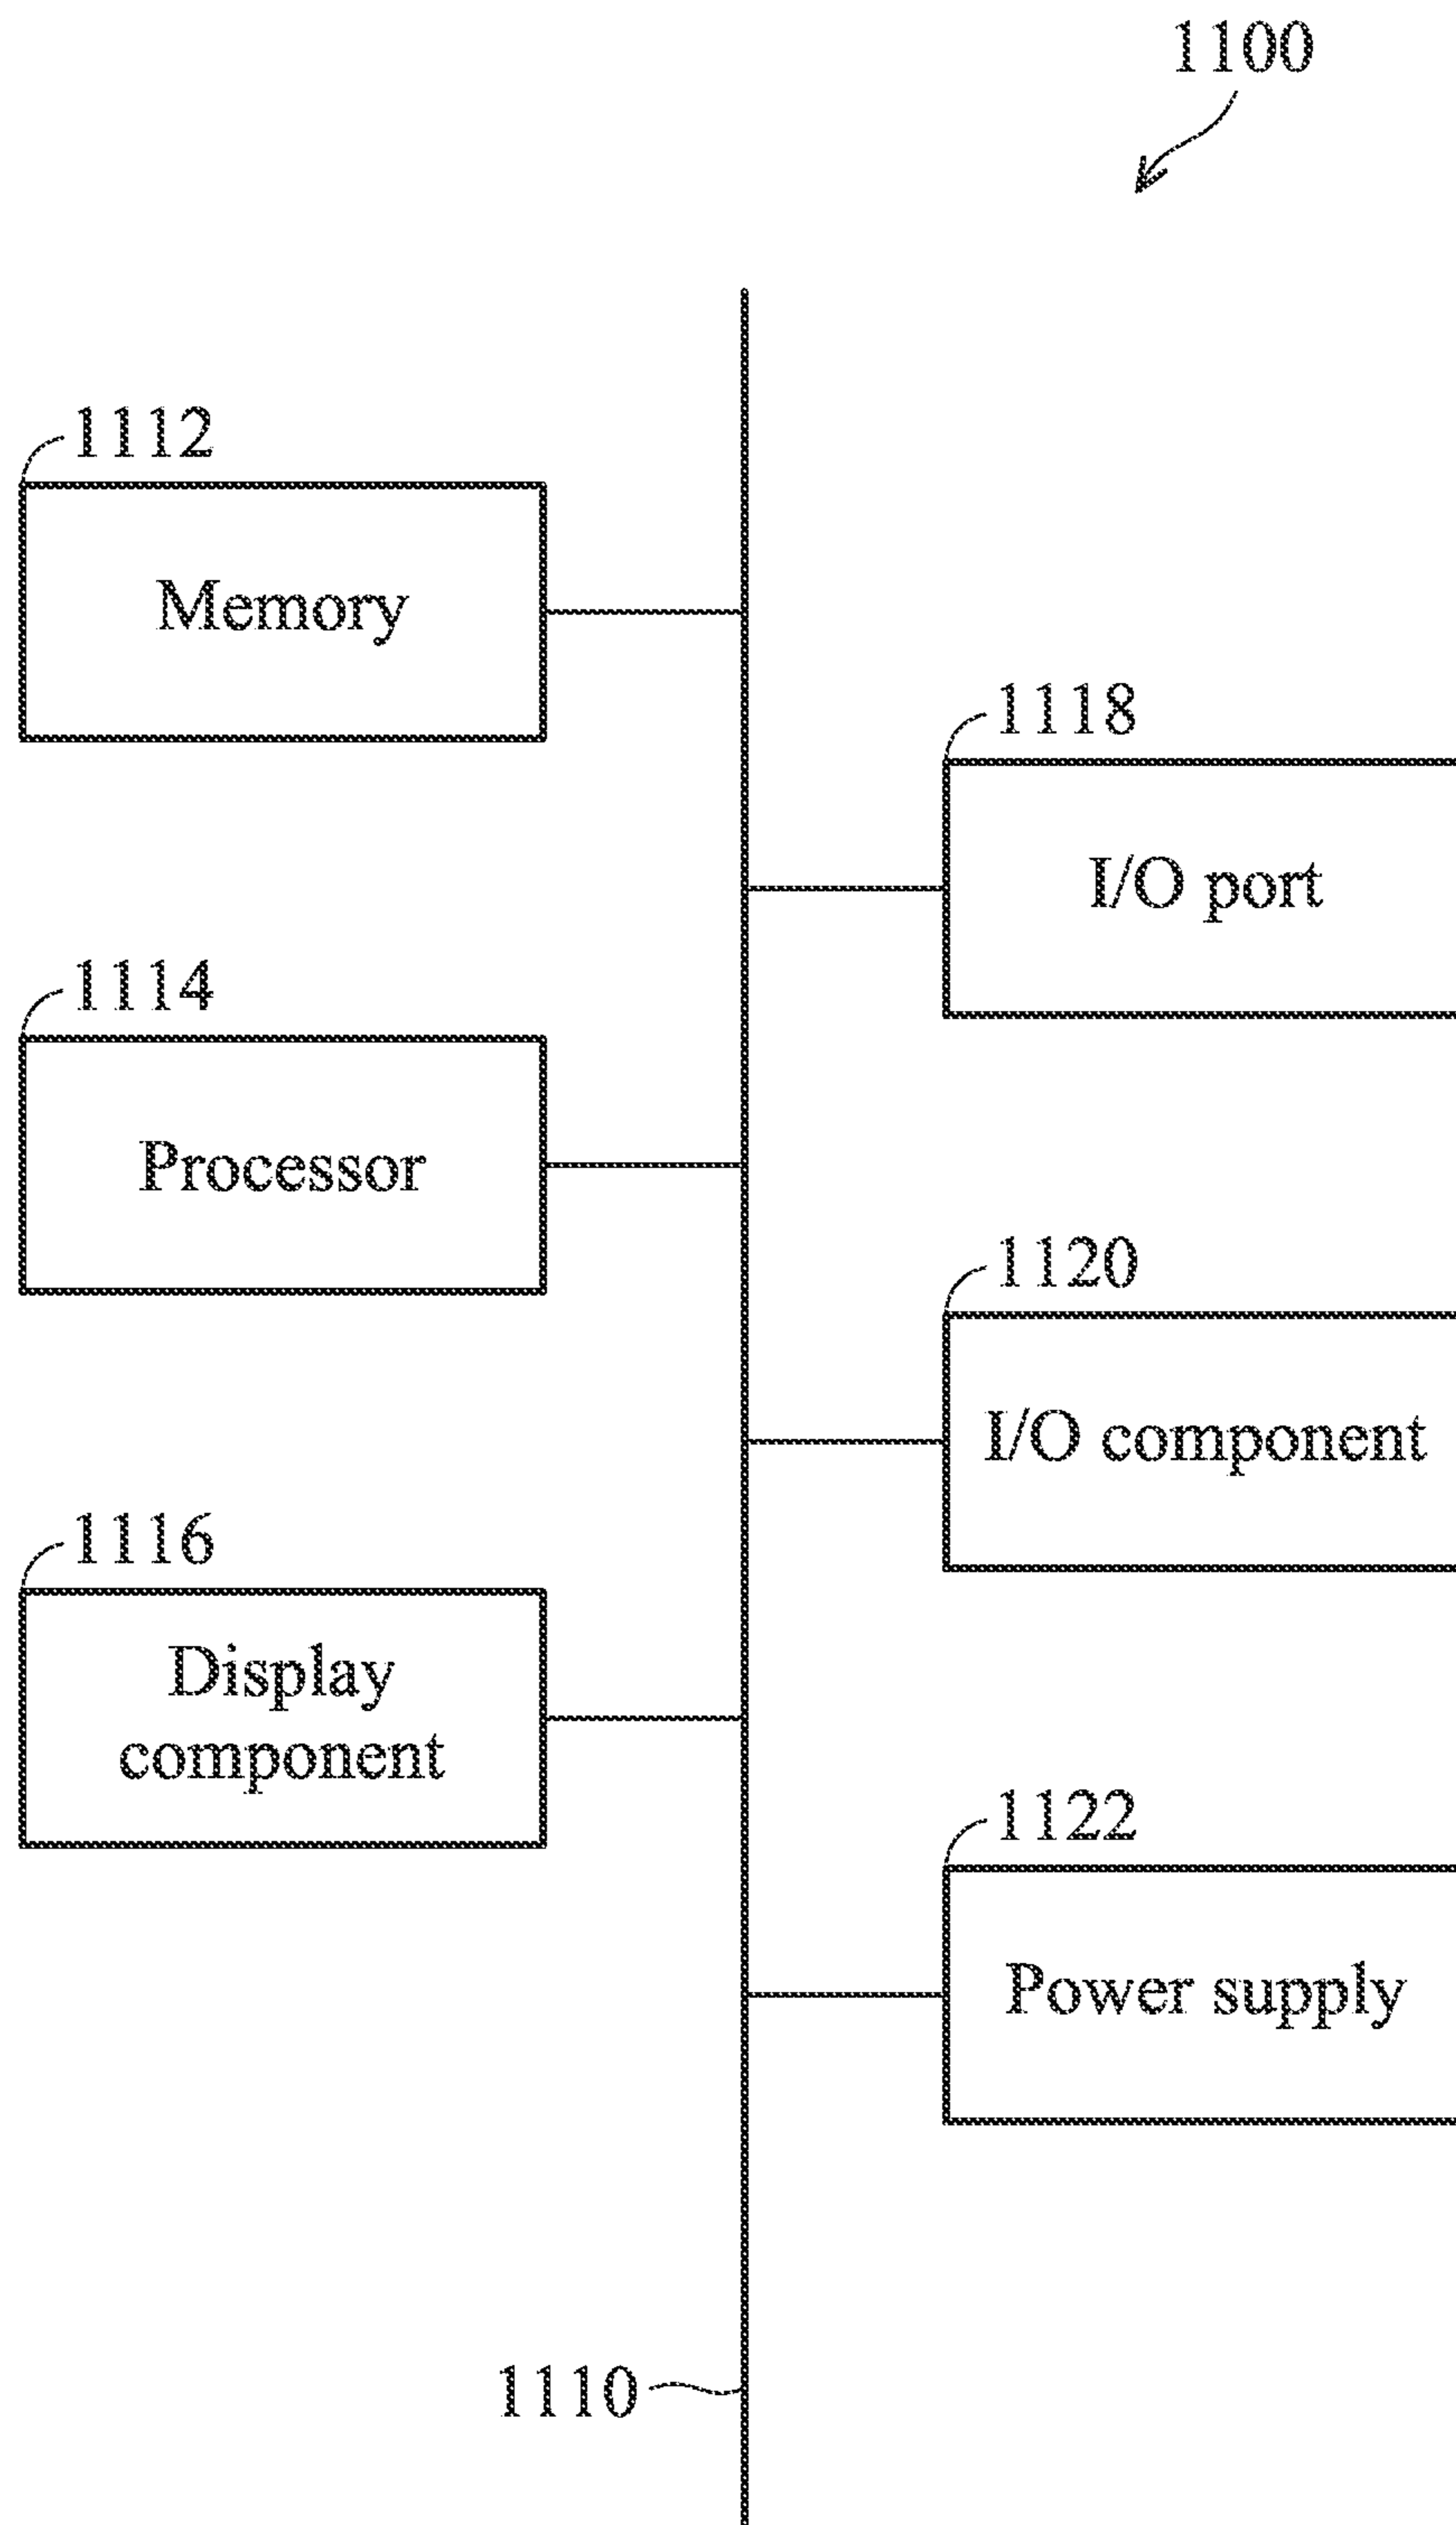 1100
1112
Memory
1118
I/O port
1114
Processor
1120
I/O component
1116
Display
component
1122
Power supply
1110